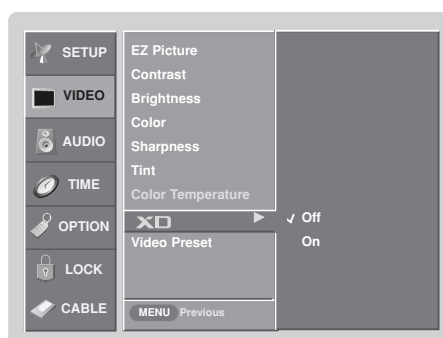 SETUP
VIDEO
AUDIO
TIME
OPTION
LOCK
CABLE
EZ Picture
Contrast
Brightness
Color
Sharpness
Tint
Color Temperature
XD
Video Preset
MENU Previous
Off
On